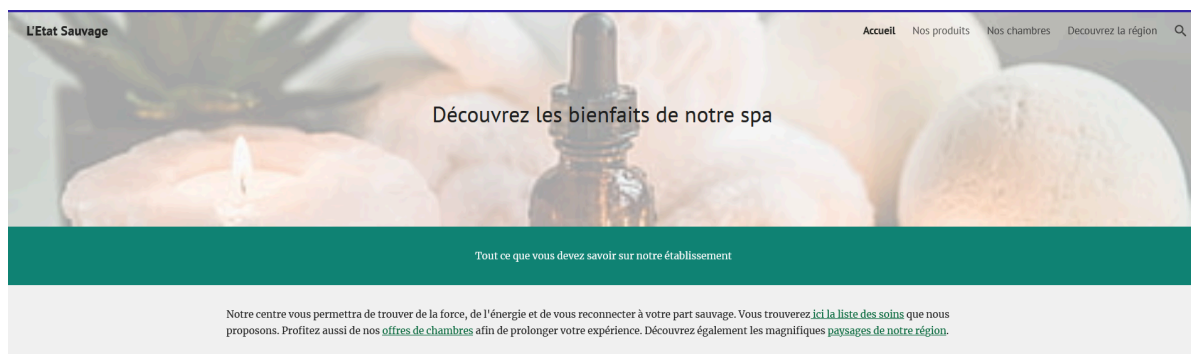 L'Etat Sauvage
Accueil Nos produits Nos chambres Decouvrez la région
Découvrez les bienfaits de notre spa
Tout ce que vous devez savoir sur notre établissement
Notre centre vous permettra de trouver de la force, de l'énergie et de vous reconnecter à votre part sauvage. Vous trouverez ici la liste des soins que nous
proposons. Profitez aussi de nos offres de chambres afin de prolonger votre expérience. Découvrez également les magnifiques paysages de notre région.